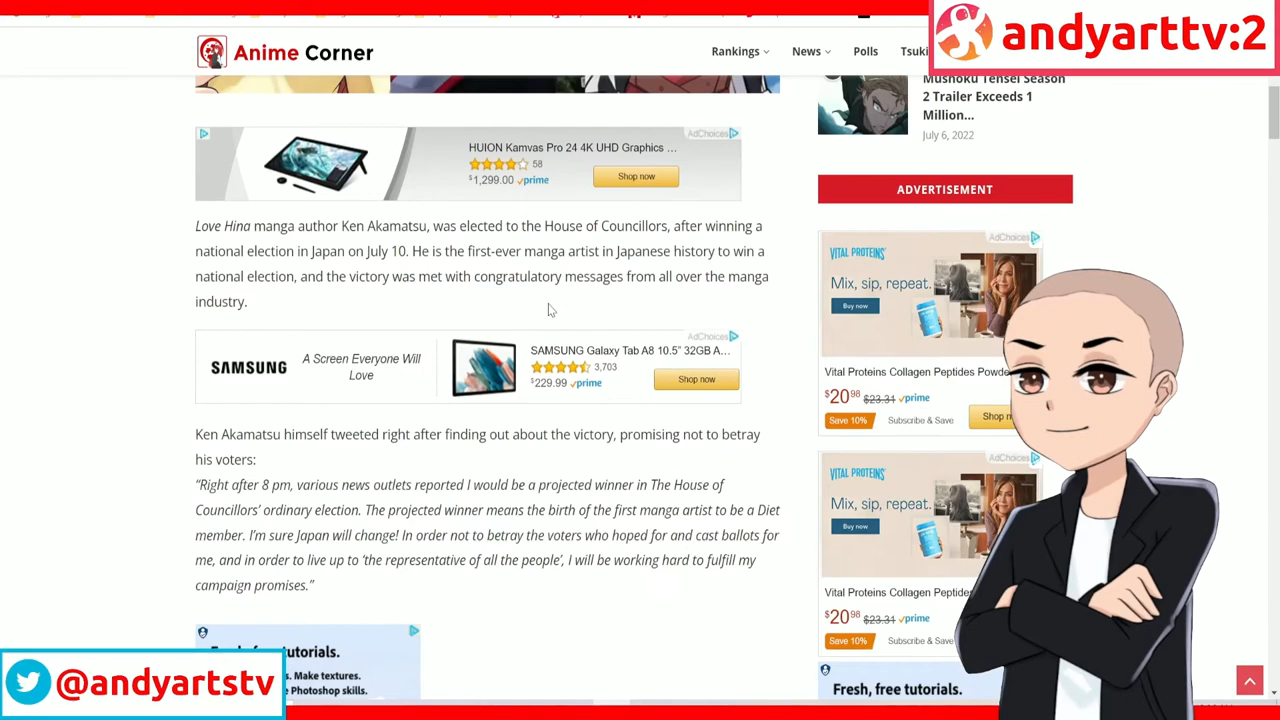 andyarttv:2
Anime Corner
Rankings News Polls
Mushoku Tensei Season
2 Trailer Exceeds 1
Million...
July 6, 2022
AdChoices
HUION Kamvas Pro 24 4K UHD Graphics ...
58
$1,299.00 prime
Shop now
ADVERTISEMENT
Love Hina manga author Ken Akamatsu, was elected to the House of Councillors, after winning a
national election in Japan on July 10. He is the first-ever manga artist in Japanese history to win a
national election, and the victory was met with congratulatory messages from all over the manga
industry.
AdChoices
VITAL PROTEINS
Mix, sip, repeat.
Buy now
Vital Proteins Collagen Peptides Powde
$2098 $23.31 prime
Save 10% Subscribe & Save
AdChoices
SAMSUNG
A Screen Everyone Will
Love
SAMSUNG Galaxy Tab A8 10.5” 32GB A...
3,703
$229.99 prime
Shop now
Ken Akamatsu himself tweeted right after finding out about the victory, promising not to betray
his voters:
“Right after 8 pm, various news outlets reported I would be a projected winner in The House of
Councillors’ ordinary election. The projected winner means the birth of the first manga artist to be a Diet
member. I’m sure Japan will change! In order not to betray the voters who hoped for and cast ballots for
me, and in order to live up to ‘the representative of all the people’, I will be working hard to fulfill my
campaign promises.”
AdChoices
VITAL PROTEINS
Mix, sip, repeat.
Buy now
Vital Proteins Collagen Peptide
$2098 $23.31 prime
Save 10% Subscribe & Save
tutorials.
Make textures.
Photoshop skills.
Fresh, free tutorials.
@andyartstv